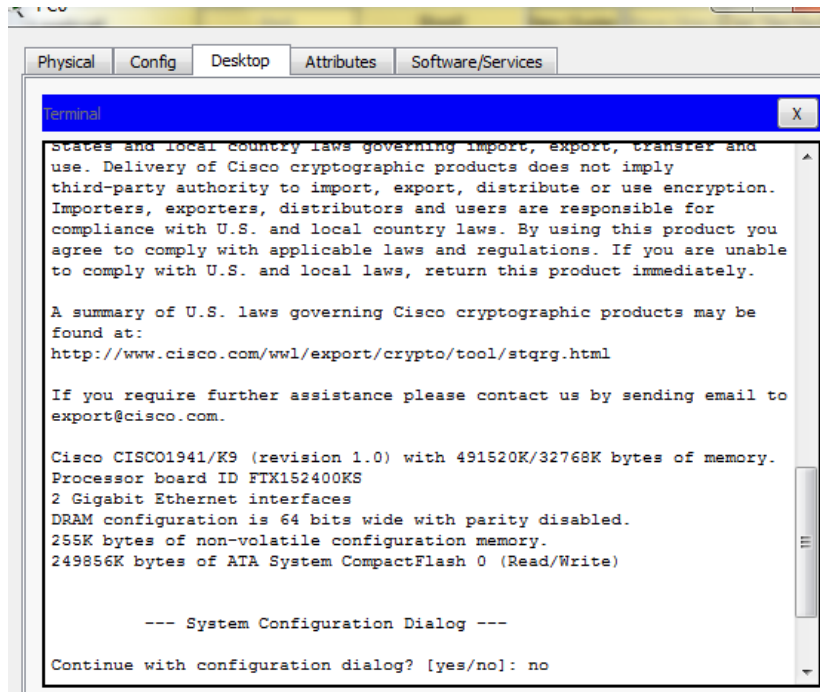 PC0
Physical
Config
Desktop
Attributes
Software/Services
Terminal
X
States and local country laws governing import, export, transfer and
use. Delivery of Cisco cryptographic products does not imply
third-party authority to import, export, distribute or use encryption.
Importers, exporters, distributors and users are responsible for
compliance with U.S. and local country laws. By using this product you
agree to comply with applicable laws and regulations. If you are unable
to comply with U.S. and local laws, return this product immediately.
A summary of U.S. laws governing Cisco cryptographic products may be
found at:
http://www.cisco.com/wwl/export/crypto/tool/stqrg.html
If you require further assistance please contact us by sending email to
export@cisco.com.
Cisco CISCO1941/K9 (revision 1.0) with 491520K/32768K bytes of memory.
Processor board ID FTX152400KS
2 Gigabit Ethernet interfaces
DRAM configuration is 64 bits wide with parity disabled.
255K bytes of non-volatile configuration memory.
249856K bytes of ATA System CompactFlash 0 (Read/Write)
--- System Configuration Dialog ---
Continue with configuration dialog? [yes/no]: no